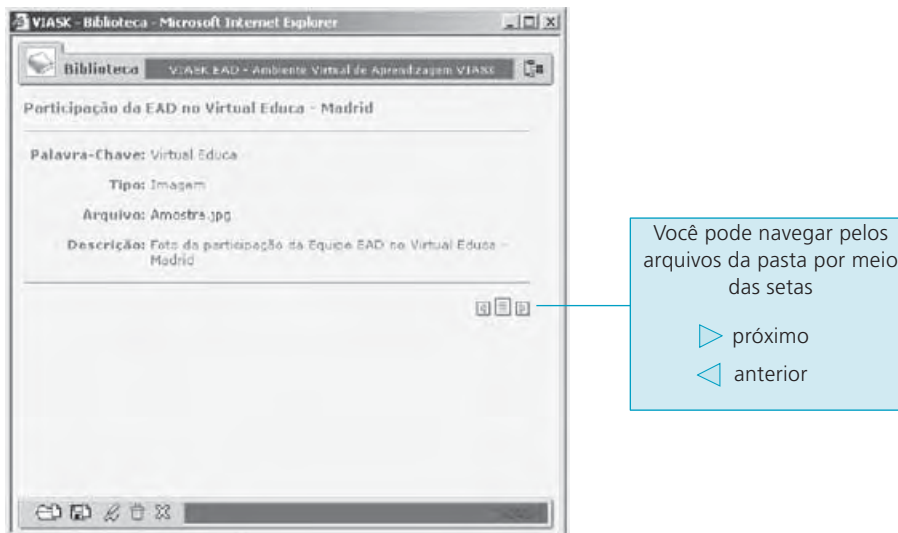 VIASK - Biblioteca - Microsoft Internet Explorer
Biblioteca VIASK EAD - Ambiente Virtual de Aprendizagem VIASK
Participação da EAD no Virtual Educa - Madrid
Palavra-Chave: Virtual Educa
Tipo: Imagem
Arquivo: Amostra.jpg
Descrição: Foto da participação da Equipe EAD no Virtual Educa -
Madrid
Você pode navegar pelos
arquivos da pasta por meio
das setas
próximo
anterior